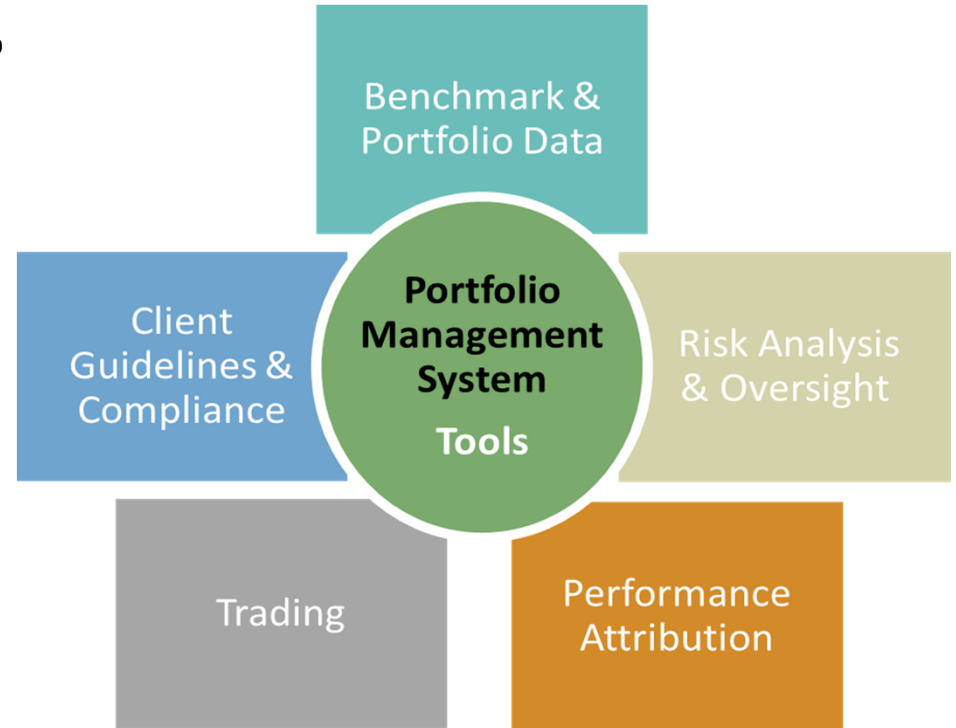 Benchmark &
Portfolio Data
Client
Guidelines &
Compliance
Portfolio
Management
System
Tools
Risk Analysis
& Oversight
Trading
Performance
Attribution